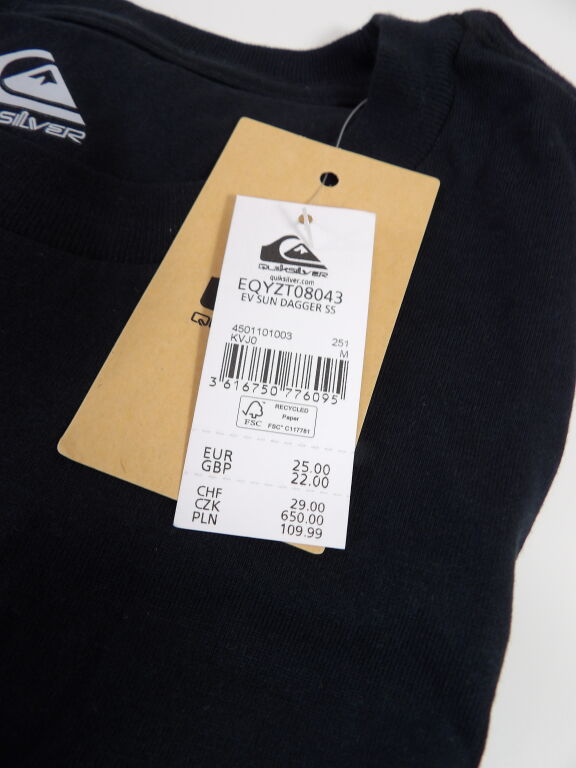 SILVER
QUIKSILVER
quiksilver.com
EQYZT08043
EV SUN DAGGER SS
4501101003 251
KVJ0 M
3 616750 776095
FSC
RECYCLED
Paper
FSC® C117781
EUR 25.00
GBP 22.00
CHF 29.00
CZK 650.00
PLN 109.99